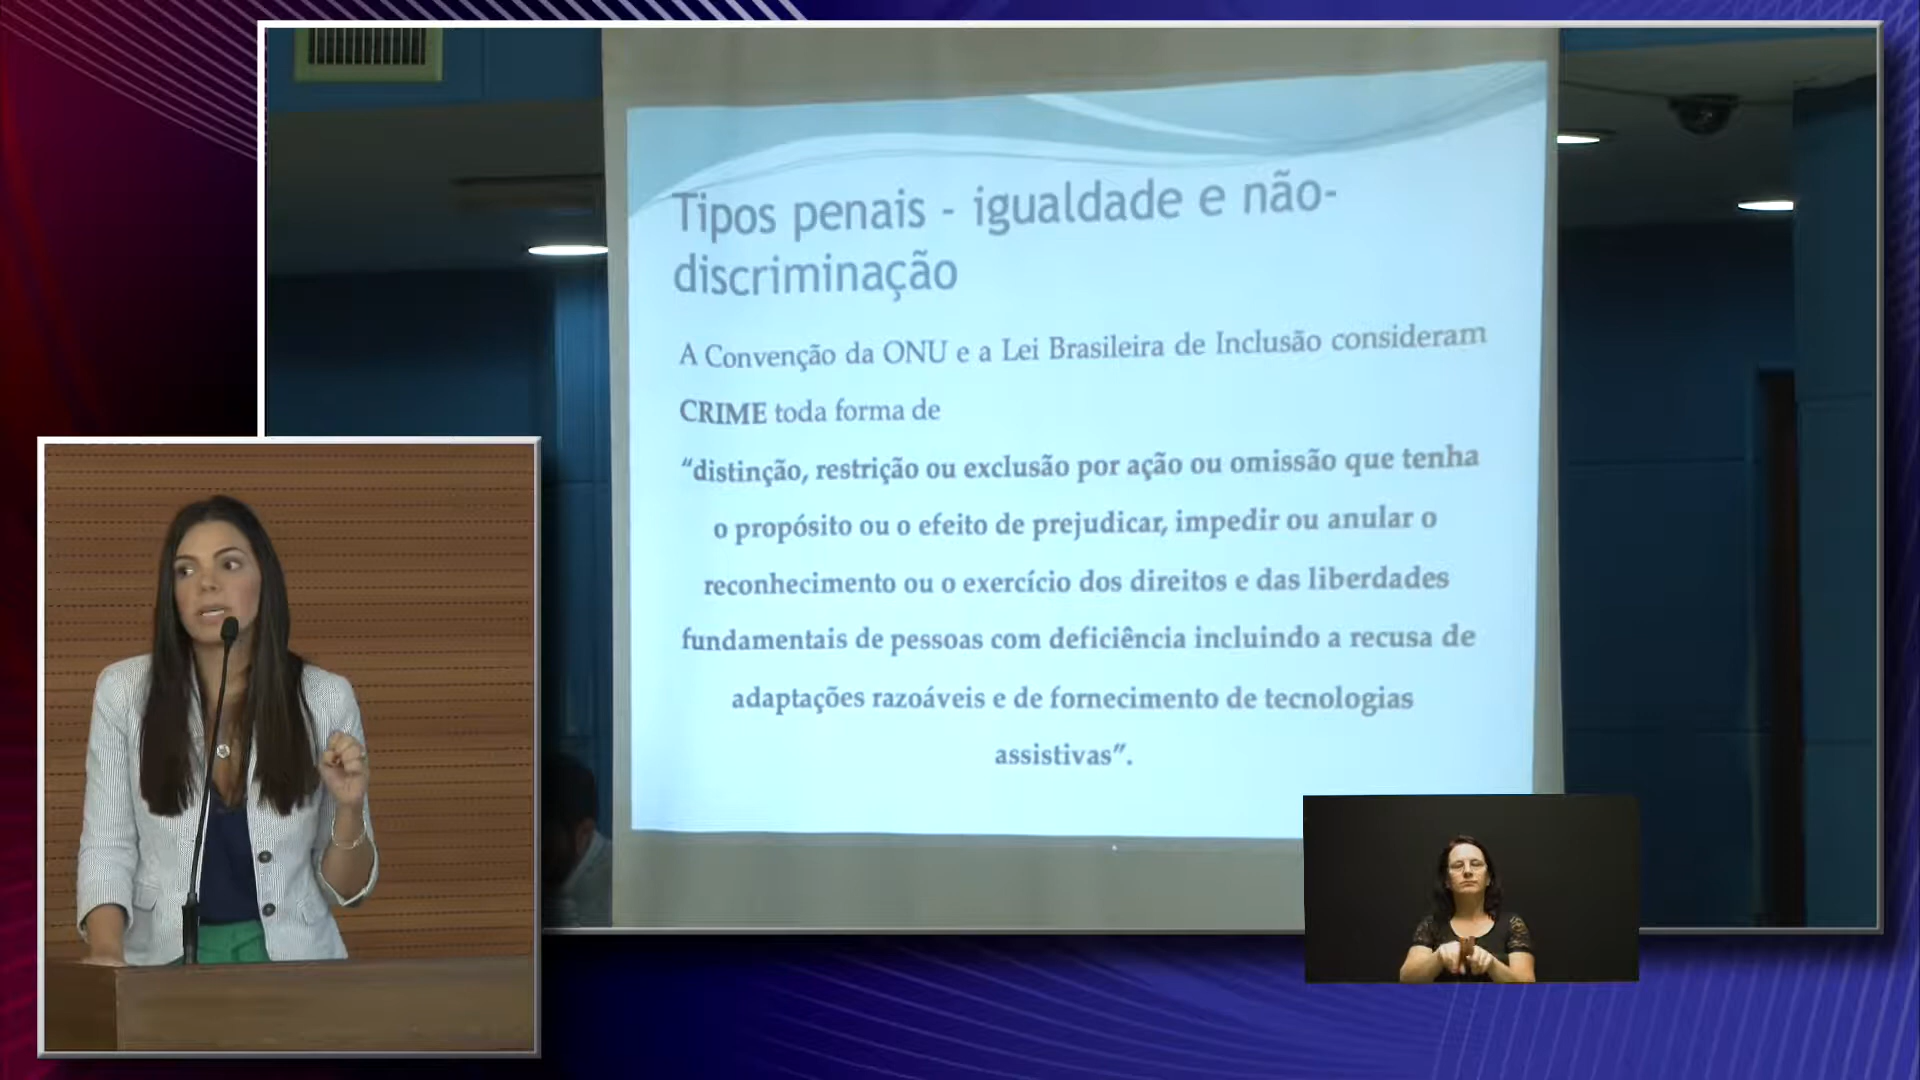 Tipos penais - igualdade e não-
discriminação
A Convenção da ONU e a Lei Brasileira de Inclusão consideram
CRIME toda forma de
“distinção, restrição ou exclusão por ação ou omissão que tenha
o propósito ou o efeito de prejudicar, impedir ou anular o
reconhecimento ou o exercício dos direitos e das liberdades
fundamentais de pessoas com deficiência incluindo a recusa de
adaptações razoáveis e de fornecimento de tecnologias
assistivas”.